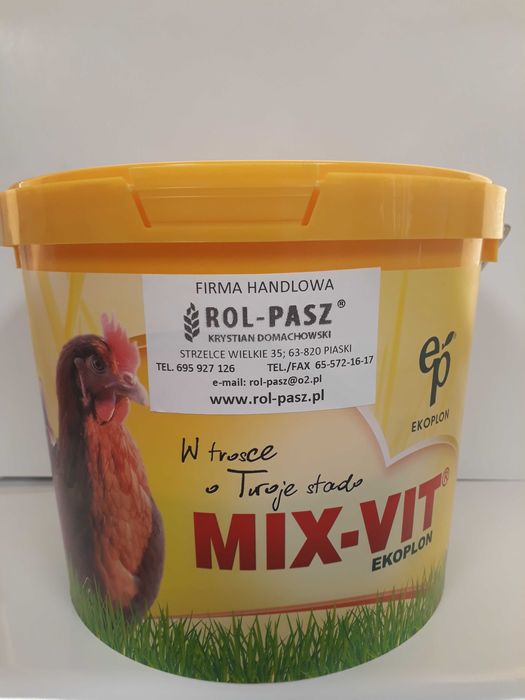 FIRMA HANDLOWA
ROL-PASZ®
KRYSTIAN DOMACHOWSKI
STRZELCE WIELKIE 35; 63-820 PIASKI
TEL. 695 927 126 TEL./FAX 65-572-16-17
e-mail: rol-pasz@o2.pl
www.rol-pasz.pl
ep
EKOPLON
W trosce
o Twoje stado
MIX-VIT®
EKOPLON